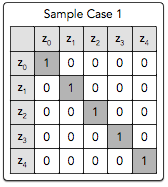 Sample Case 1
z0 z1 z2 z3 z4
z0 1 0 0 0 0
z1 0 1 0 0 0
z2 0 0 1 0 0
z3 0 0 0 1 0
z4 0 0 0 0 1